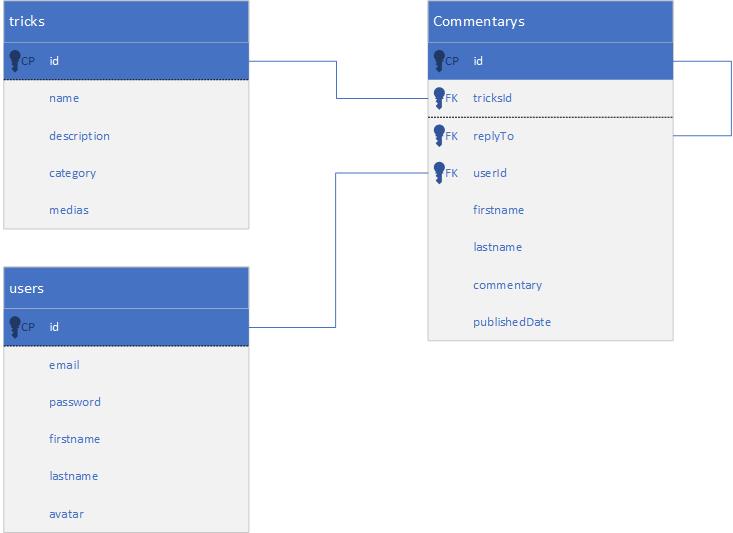 tricks
CP id
name
description
category
medias
users
CP id
email
password
firstname
lastname
avatar
Commentarys
CP id
FK tricksId
FK replyTo
FK userId
firstname
lastname
commentary
publishedDate